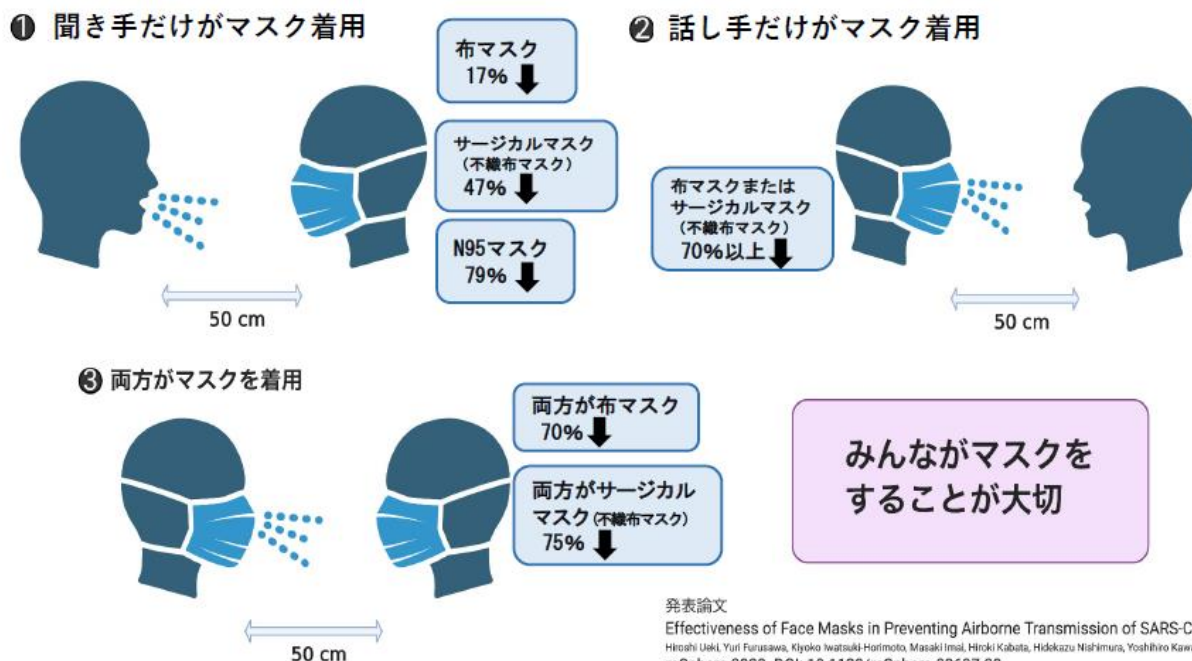 ❶ 聞き手だけがマスク着用
布マスク
17%
サージカルマスク
(不織布マスク)
47%
N95マスク
79%
50 cm
❷ 話し手だけがマスク着用
布マスクまたは
サージカルマスク
(不織布マスク)
70%以上
50 cm
❸ 両方がマスクを着用
両方が布マスク
70%
両方がサージカル
マスク(不織布マスク)
75%
50 cm
みんながマスクを
することが大切
発表論文
Effectiveness of Face Masks in Preventing Airborne Transmission of SARS-C
Hiroshi Ueki, Yuri Furusawa, Kiyoko Iwatsuki-Horimoto, Masaki Imai, Hiroki Kabata, Hidekazu Nishimura, Yoshihiro Kawa